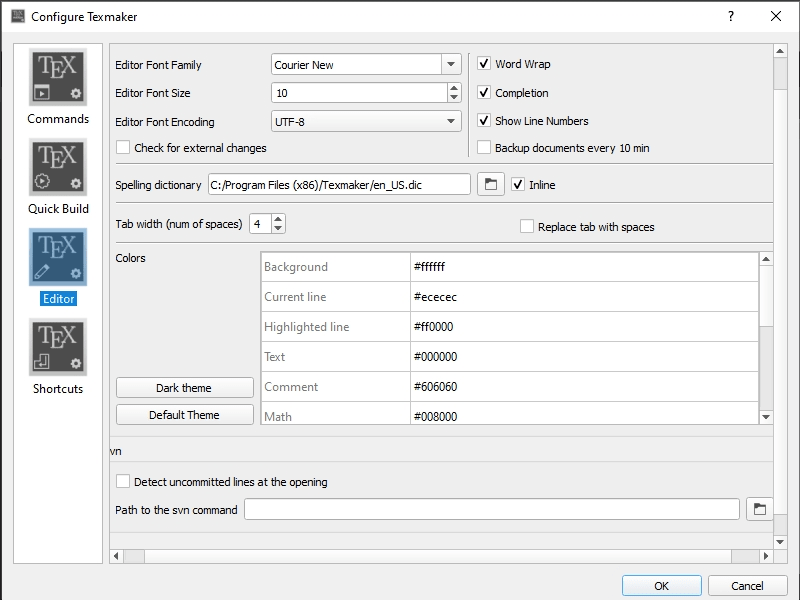 Configure Texmaker
? ×
TEX
Commands
TEX
Quick Build
TEX
Editor
TEX
Shortcuts
Editor Font Family Courier New
Editor Font Size 10
Editor Font Encoding UTF-8
Check for external changes
Word Wrap
Completion
Show Line Numbers
Backup documents every 10 min
Spelling dictionary C:/Program Files (x86)/Texmaker/en_US.dic Inline
Tab width (num of spaces) 4 Replace tab with spaces
Colors
Background #ffffff
Current line #ececec
Highlighted line #ff0000
Text #000000
Comment #606060
Math #008000
Dark theme
Default Theme
vn
Detect uncommitted lines at the opening
Path to the svn command
OK Cancel